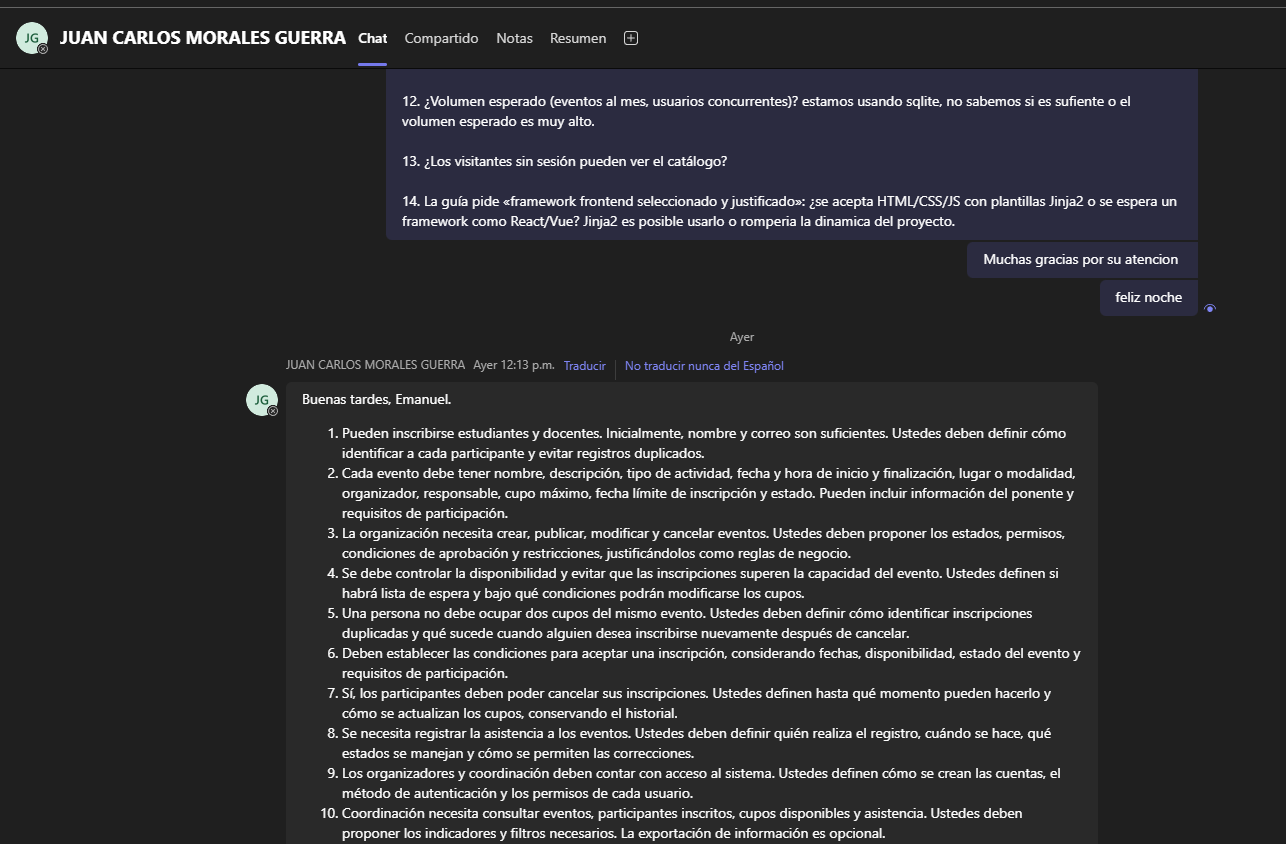 JG
JUAN CARLOS MORALES GUERRA Chat Compartido Notas Resumen
12. ¿Volumen esperado (eventos al mes, usuarios concurrentes)? estamos usando sqlite, no sabemos si es sufiente o el
volumen esperado es muy alto.
13. ¿Los visitantes sin sesión pueden ver el catálogo?
14. La guía pide «framework frontend seleccionado y justificado»: ¿se acepta HTML/CSS/JS con plantillas Jinja2 o se espera un
framework como React/Vue? Jinja2 es posible usarlo o romperia la dinamica del proyecto.
Muchas gracias por su atencion
feliz noche
Ayer
JUAN CARLOS MORALES GUERRA Ayer 12:13 p.m. Traducir No traducir nunca del Español
JG
Buenas tardes, Emanuel.
1. Pueden inscribirse estudiantes y docentes. Inicialmente, nombre y correo son suficientes. Ustedes deben definir cómo
identificar a cada participante y evitar registros duplicados.
2. Cada evento debe tener nombre, descripción, tipo de actividad, fecha y hora de inicio y finalización, lugar o modalidad,
organizador, responsable, cupo máximo, fecha límite de inscripción y estado. Pueden incluir información del ponente y
requisitos de participación.
3. La organización necesita crear, publicar, modificar y cancelar eventos. Ustedes deben proponer los estados, permisos,
condiciones de aprobación y restricciones, justificándolos como reglas de negocio.
4. Se debe controlar la disponibilidad y evitar que las inscripciones superen la capacidad del evento. Ustedes definen si
habrá lista de espera y bajo qué condiciones podrán modificarse los cupos.
5. Una persona no debe ocupar dos cupos del mismo evento. Ustedes deben definir cómo identificar inscripciones
duplicadas y qué sucede cuando alguien desea inscribirse nuevamente después de cancelar.
6. Deben establecer las condiciones para aceptar una inscripción, considerando fechas, disponibilidad, estado del evento y
requisitos de participación.
7. Sí, los participantes deben poder cancelar sus inscripciones. Ustedes definen hasta qué momento pueden hacerlo y
cómo se actualizan los cupos, conservando el historial.
8. Se necesita registrar la asistencia a los eventos. Ustedes deben definir quién realiza el registro, cuándo se hace, qué
estados se manejan y cómo se permiten las correcciones.
9. Los organizadores y coordinación deben contar con acceso al sistema. Ustedes definen cómo se crean las cuentas, el
método de autenticación y los permisos de cada usuario.
10. Coordinación necesita consultar eventos, participantes inscritos, cupos disponibles y asistencia. Ustedes deben
proponer los indicadores y filtros necesarios. La exportación de información es opcional.